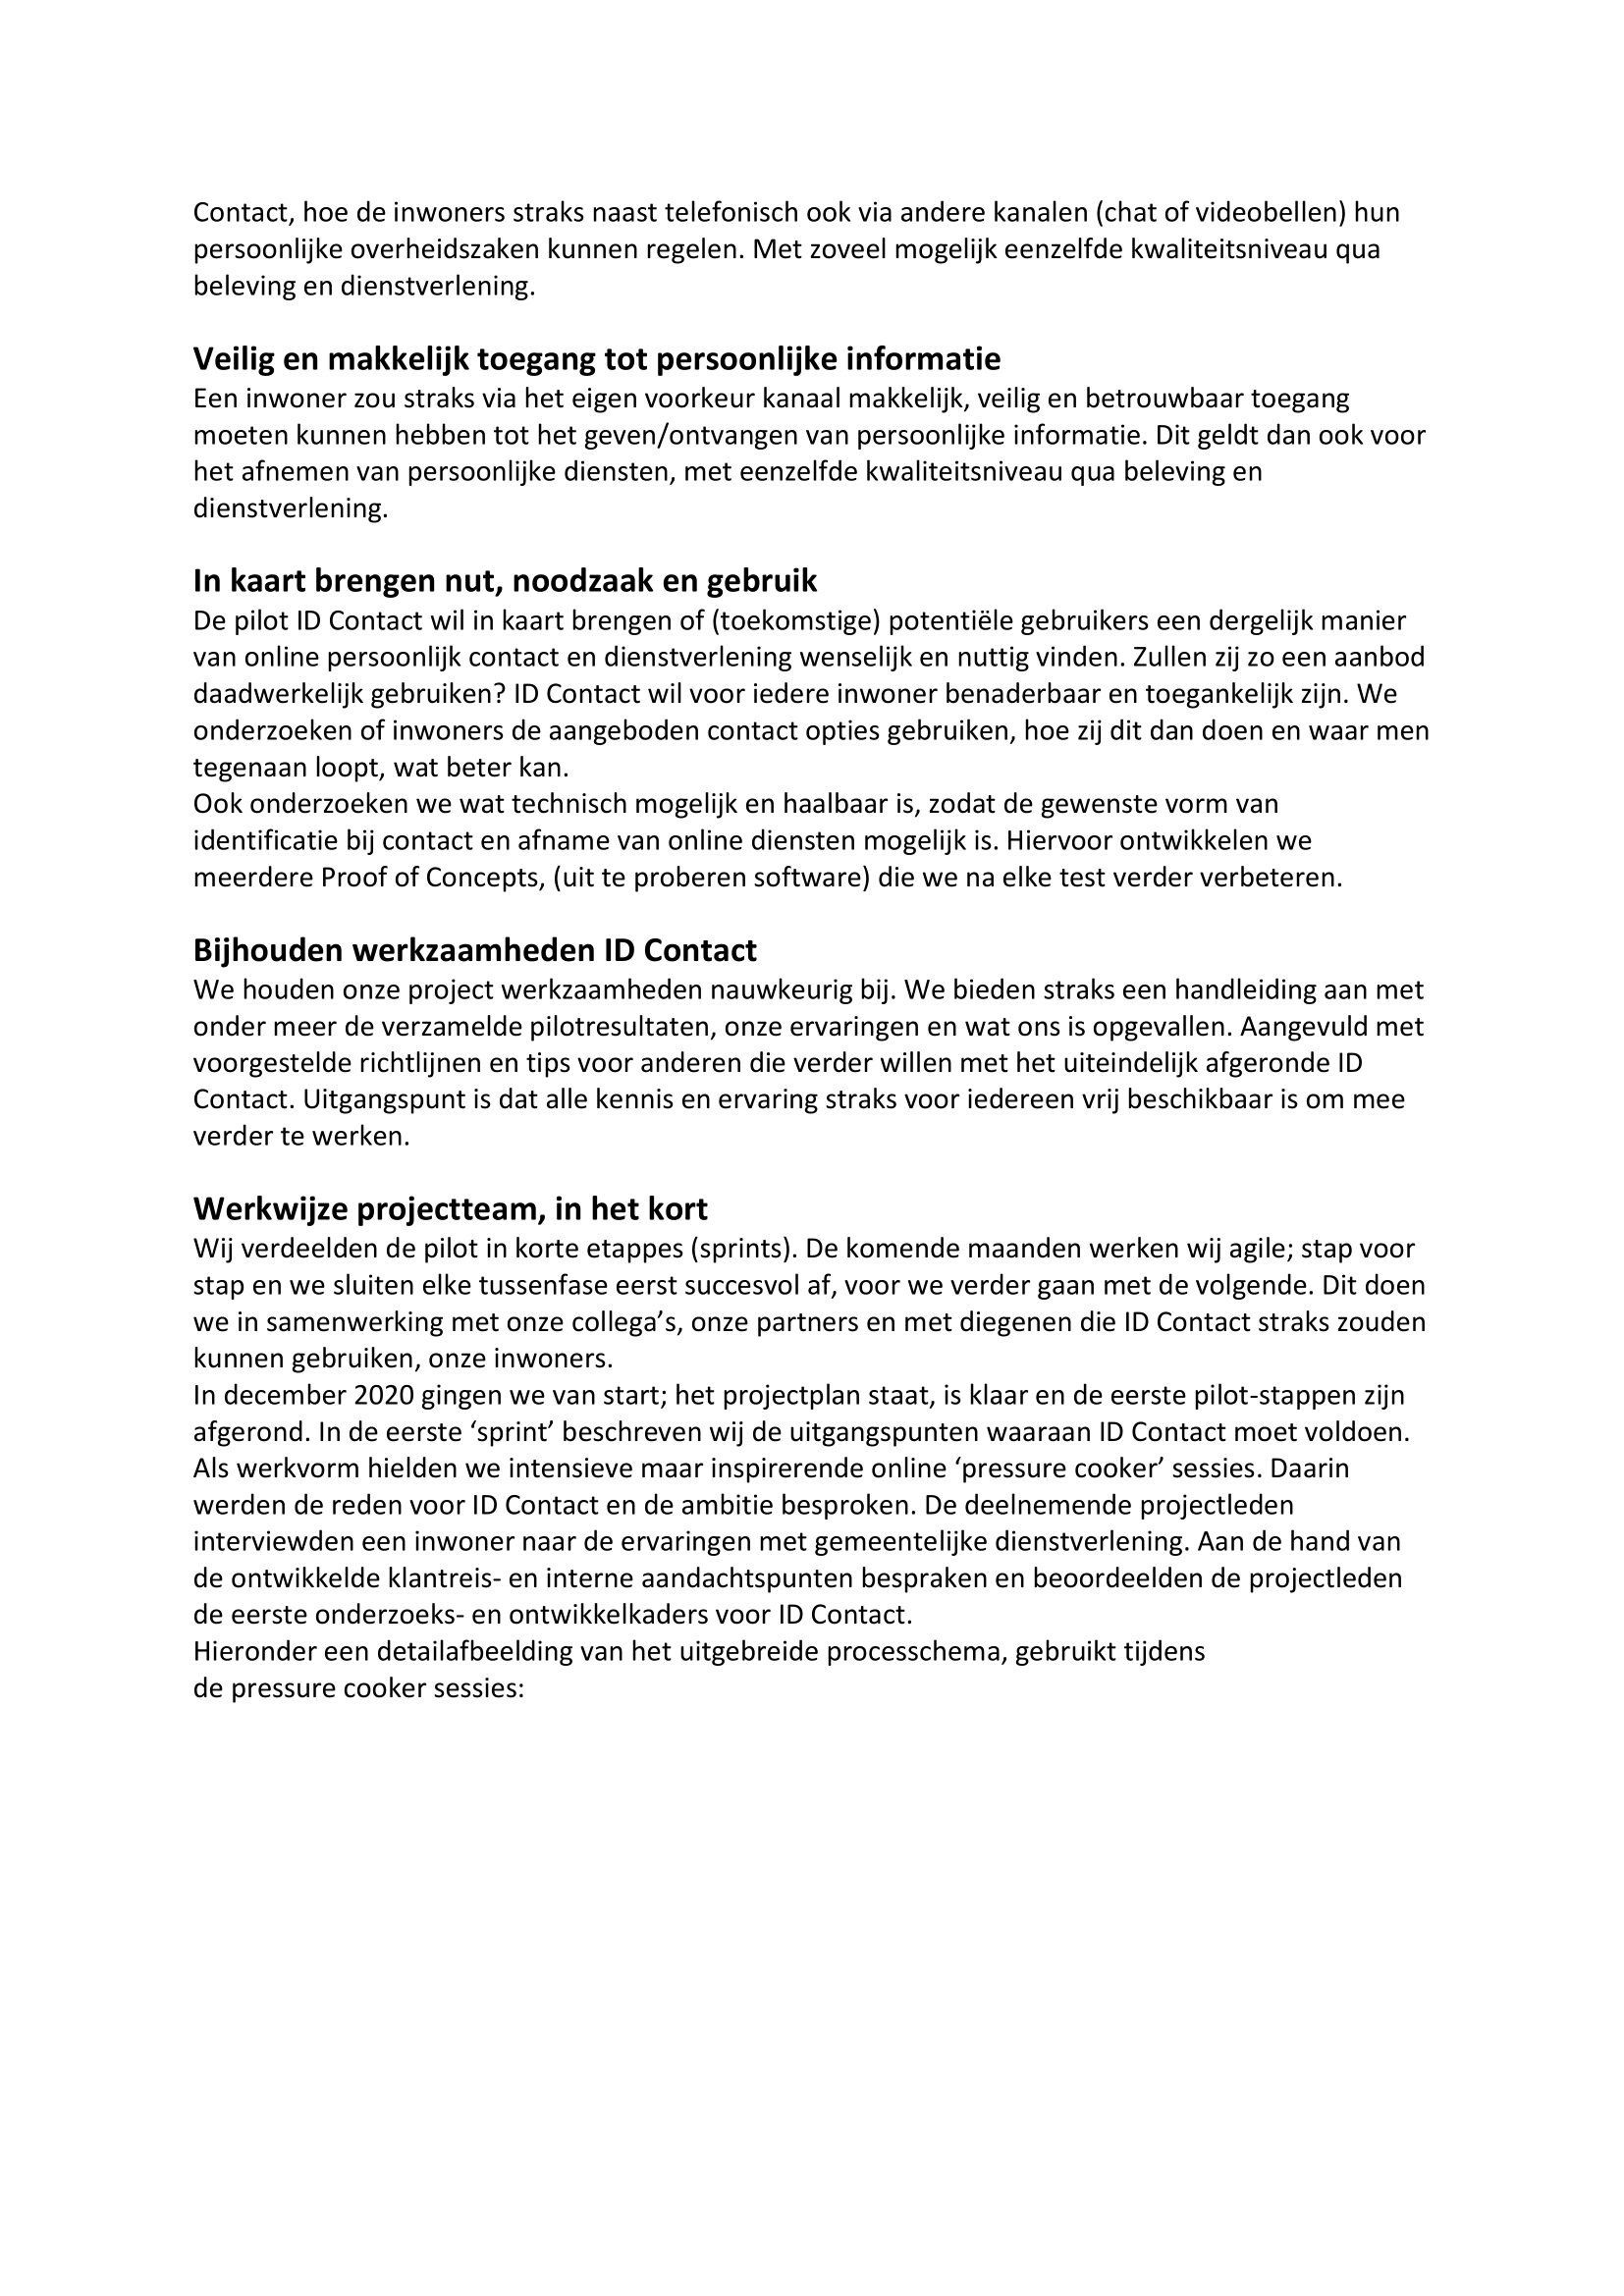 Contact, hoe de inwoners straks naast telefonisch ook via andere kanalen (chat of videobellen) hun
persoonlijke overheidszaken kunnen regelen. Met zoveel mogelijk eenzelfde kwaliteitsniveau qua
beleving en dienstverlening.
Veilig en makkelijk toegang tot persoonlijke informatie
Een inwoner zou straks via het eigen voorkeur kanaal makkelijk, veilig en betrouwbaar toegang
moeten kunnen hebben tot het geven/ontvangen van persoonlijke informatie. Dit geldt dan ook voor
het afnemen van persoonlijke diensten, met eenzelfde kwaliteitsniveau qua beleving en
dienstverlening.
In kaart brengen nut, noodzaak en gebruik
De pilot ID Contact wil in kaart brengen of (toekomstige) potentiële gebruikers een dergelijk manier
van online persoonlijk contact en dienstverlening wenselijk en nuttig vinden. Zullen zij zo een aanbod
daadwerkelijk gebruiken? ID Contact wil voor iedere inwoner benaderbaar en toegankelijk zijn. We
onderzoeken of inwoners de aangeboden contact opties gebruiken, hoe zij dit dan doen en waar men
tegenaan loopt, wat beter kan.
Ook onderzoeken we wat technisch mogelijk en haalbaar is, zodat de gewenste vorm van
identificatie bij contact en afname van online diensten mogelijk is. Hiervoor ontwikkelen we
meerdere Proof of Concepts, (uit te proberen software) die we na elke test verder verbeteren.
Bijhouden werkzaamheden ID Contact
We houden onze project werkzaamheden nauwkeurig bij. We bieden straks een handleiding aan met
onder meer de verzamelde pilotresultaten, onze ervaringen en wat ons is opgevallen. Aangevuld met
voorgestelde richtlijnen en tips voor anderen die verder willen met het uiteindelijk afgeronde ID
Contact. Uitgangspunt is dat alle kennis en ervaring straks voor iedereen vrij beschikbaar is om mee
verder te werken.
Werkwijze projectteam, in het kort
Wij verdeelden de pilot in korte etappes (sprints). De komende maanden werken wij agile; stap voor
stap en we sluiten elke tussenfase eerst succesvol af, voor we verder gaan met de volgende. Dit doen
we in samenwerking met onze collega’s, onze partners en met diegenen die ID Contact straks zouden
kunnen gebruiken, onze inwoners.
In december 2020 gingen we van start; het projectplan staat, is klaar en de eerste pilot-stappen zijn
afgerond. In de eerste ‘sprint’ beschreven wij de uitgangspunten waaraan ID Contact moet voldoen.
Als werkvorm hielden we intensieve maar inspirerende online ‘pressure cooker’ sessies. Daarin
werden de reden voor ID Contact en de ambitie besproken. De deelnemende projectleden
interviewden een inwoner naar de ervaringen met gemeentelijke dienstverlening. Aan de hand van
de ontwikkelde klantreis- en interne aandachtspunten bespraken en beoordeelden de projectleden
de eerste onderzoeks- en ontwikkelkaders voor ID Contact.
Hieronder een detailafbeelding van het uitgebreide processchema, gebruikt tijdens
de pressure cooker sessies: